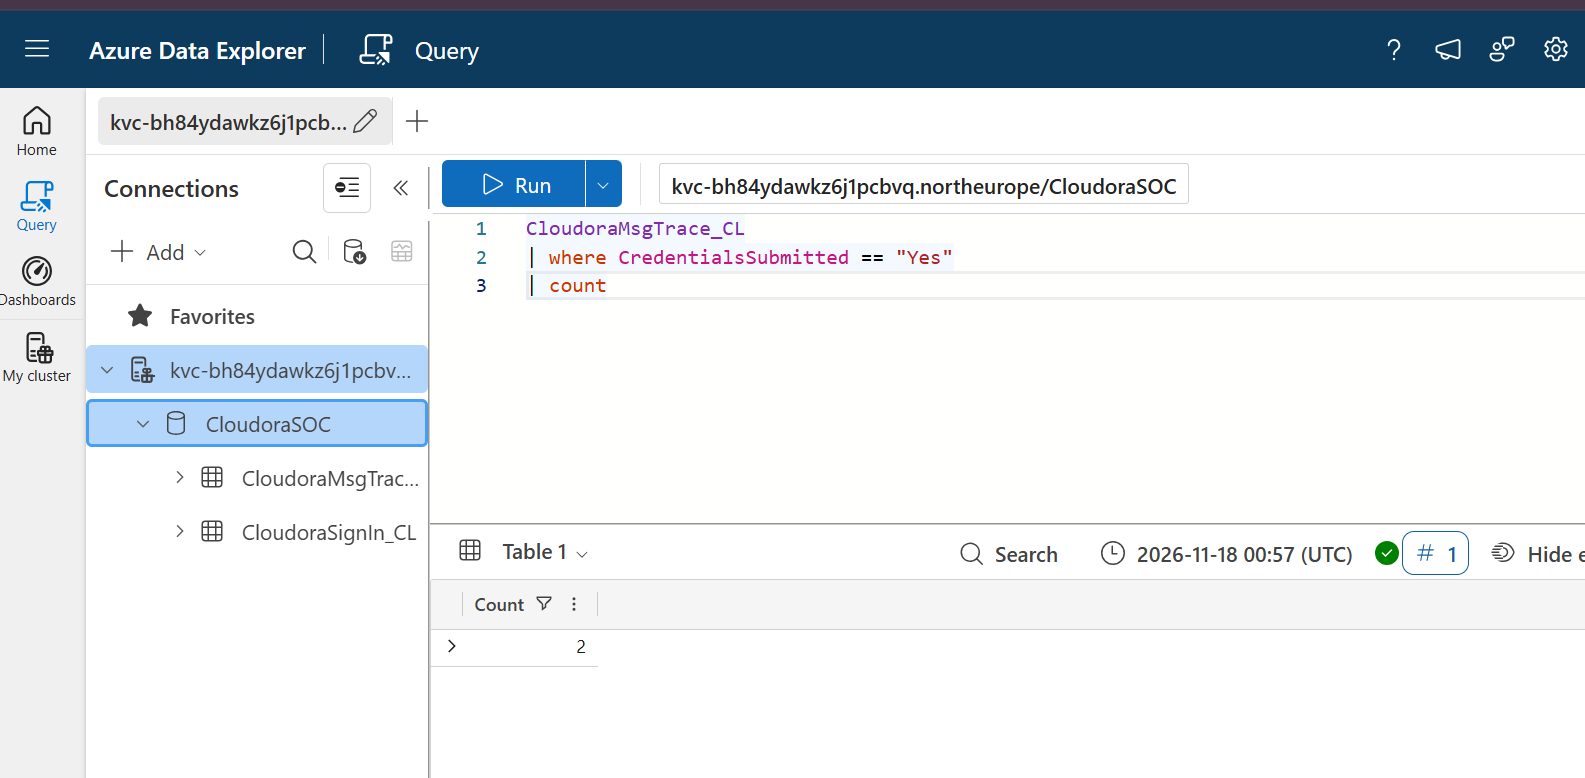 Azure Data Explorer
Query
kvc-bh84ydawkz6j1pcb...
Home
Query
Dashboards
My cluster
Connections
Add
Favorites
kvc-bh84ydawkz6j1pcbv...
CloudoraSOC
CloudoraMsgTrac...
CloudoraSignIn_CL
Run
kvc-bh84ydawkz6j1pcbvq.northeurope/CloudoraSOC
1 CloudoraMsgTrace_CL
2 | where CredentialsSubmitted == "Yes"
3 | count
Table 1
Search
2026-11-18 00:57 (UTC)
# 1
Hide e
Count
2